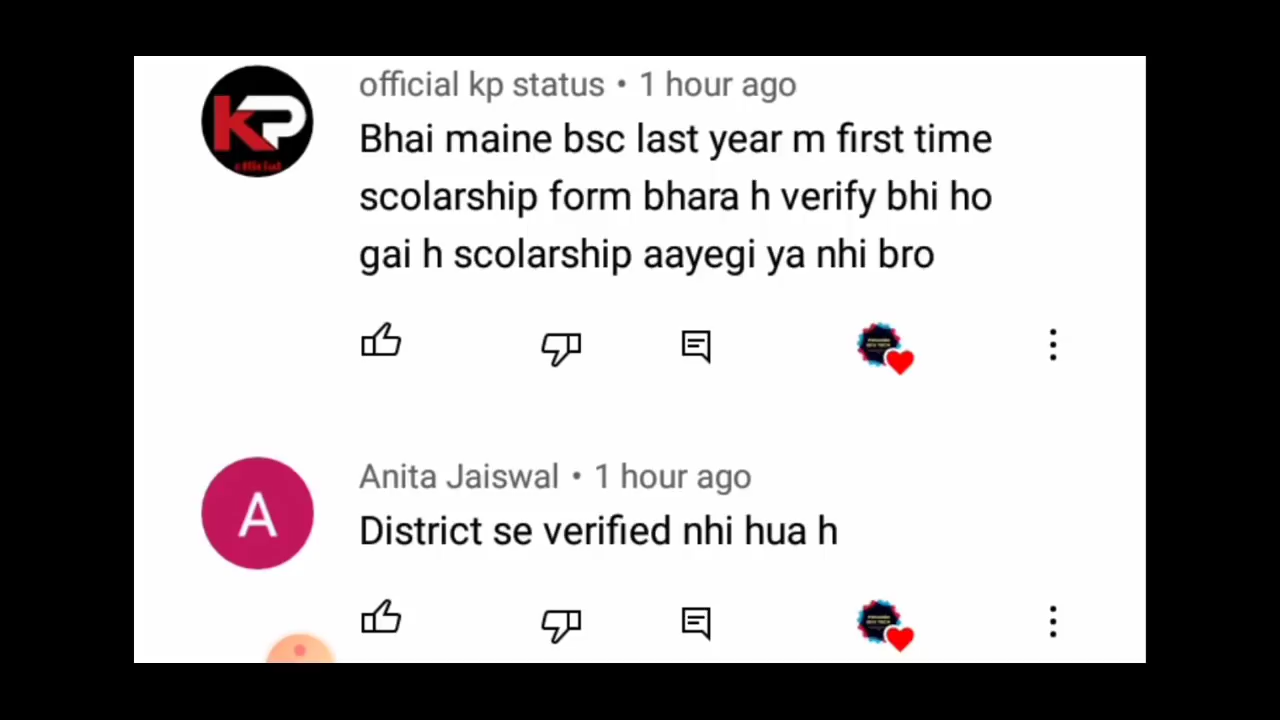 official kp status • 1 hour ago
Bhai maine bsc last year m first time
scolarship form bhara h verify bhi ho
gai h scolarship aayegi ya nhi bro
Anita Jaiswal • 1 hour ago
A
District se verified nhi hua h